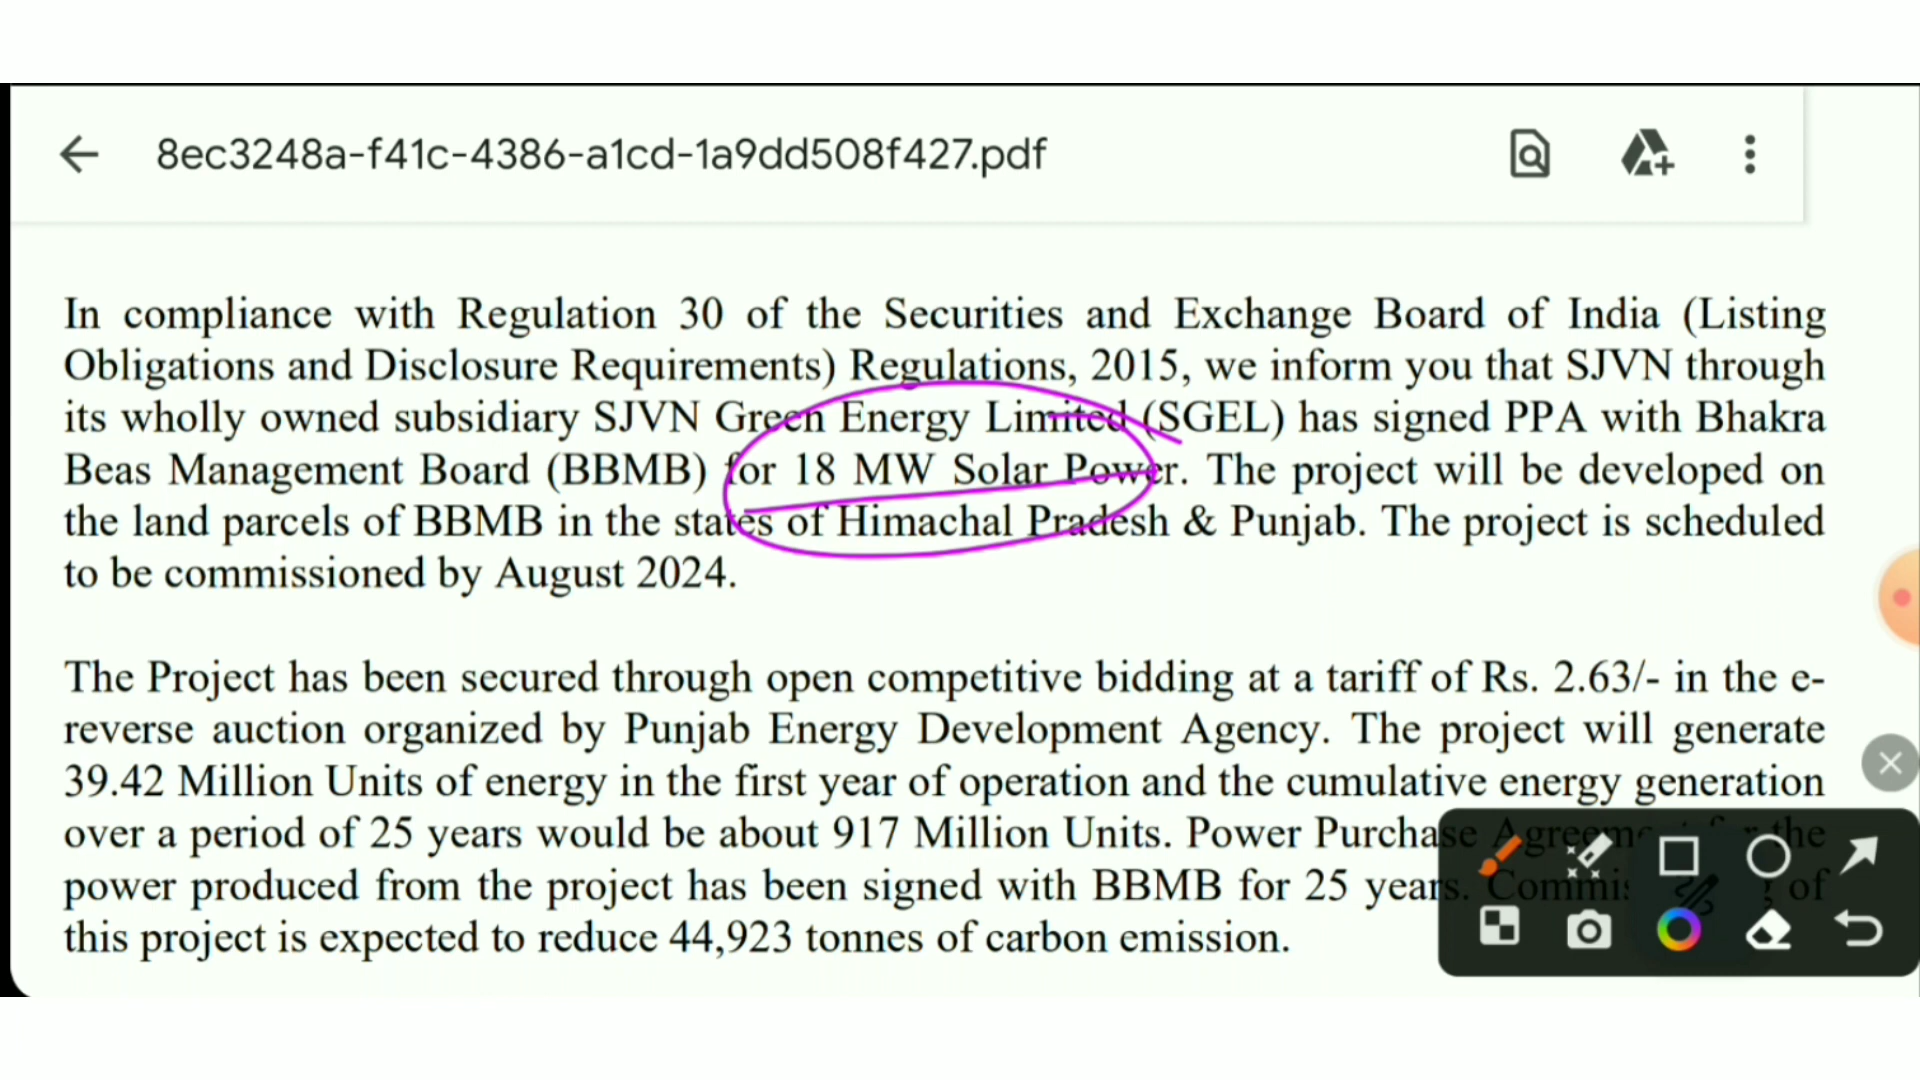 8ec3248a-f41c-4386-a1cd-1a9dd508f427.pdf
In compliance with Regulation 30 of the Securities and Exchange Board of India (Listing
Obligations and Disclosure Requirements) Regulations, 2015, we inform you that SJVN through
its wholly owned subsidiary SJVN Green Energy Limited (SGEL) has signed PPA with Bhakra
Beas Management Board (BBMB) for 18 MW Solar Power. The project will be developed on
the land parcels of BBMB in the states of Himachal Pradesh & Punjab. The project is scheduled
to be commissioned by August 2024.
The Project has been secured through open competitive bidding at a tariff of Rs. 2.63/- in the e-
reverse auction organized by Punjab Energy Development Agency. The project will generate
39.42 Million Units of energy in the first year of operation and the cumulative energy generation
over a period of 25 years would be about 917 Million Units. Power Purchase the
power produced from the project has been signed with BBMB for 25 years. of
this project is expected to reduce 44,923 tonnes of carbon emission.